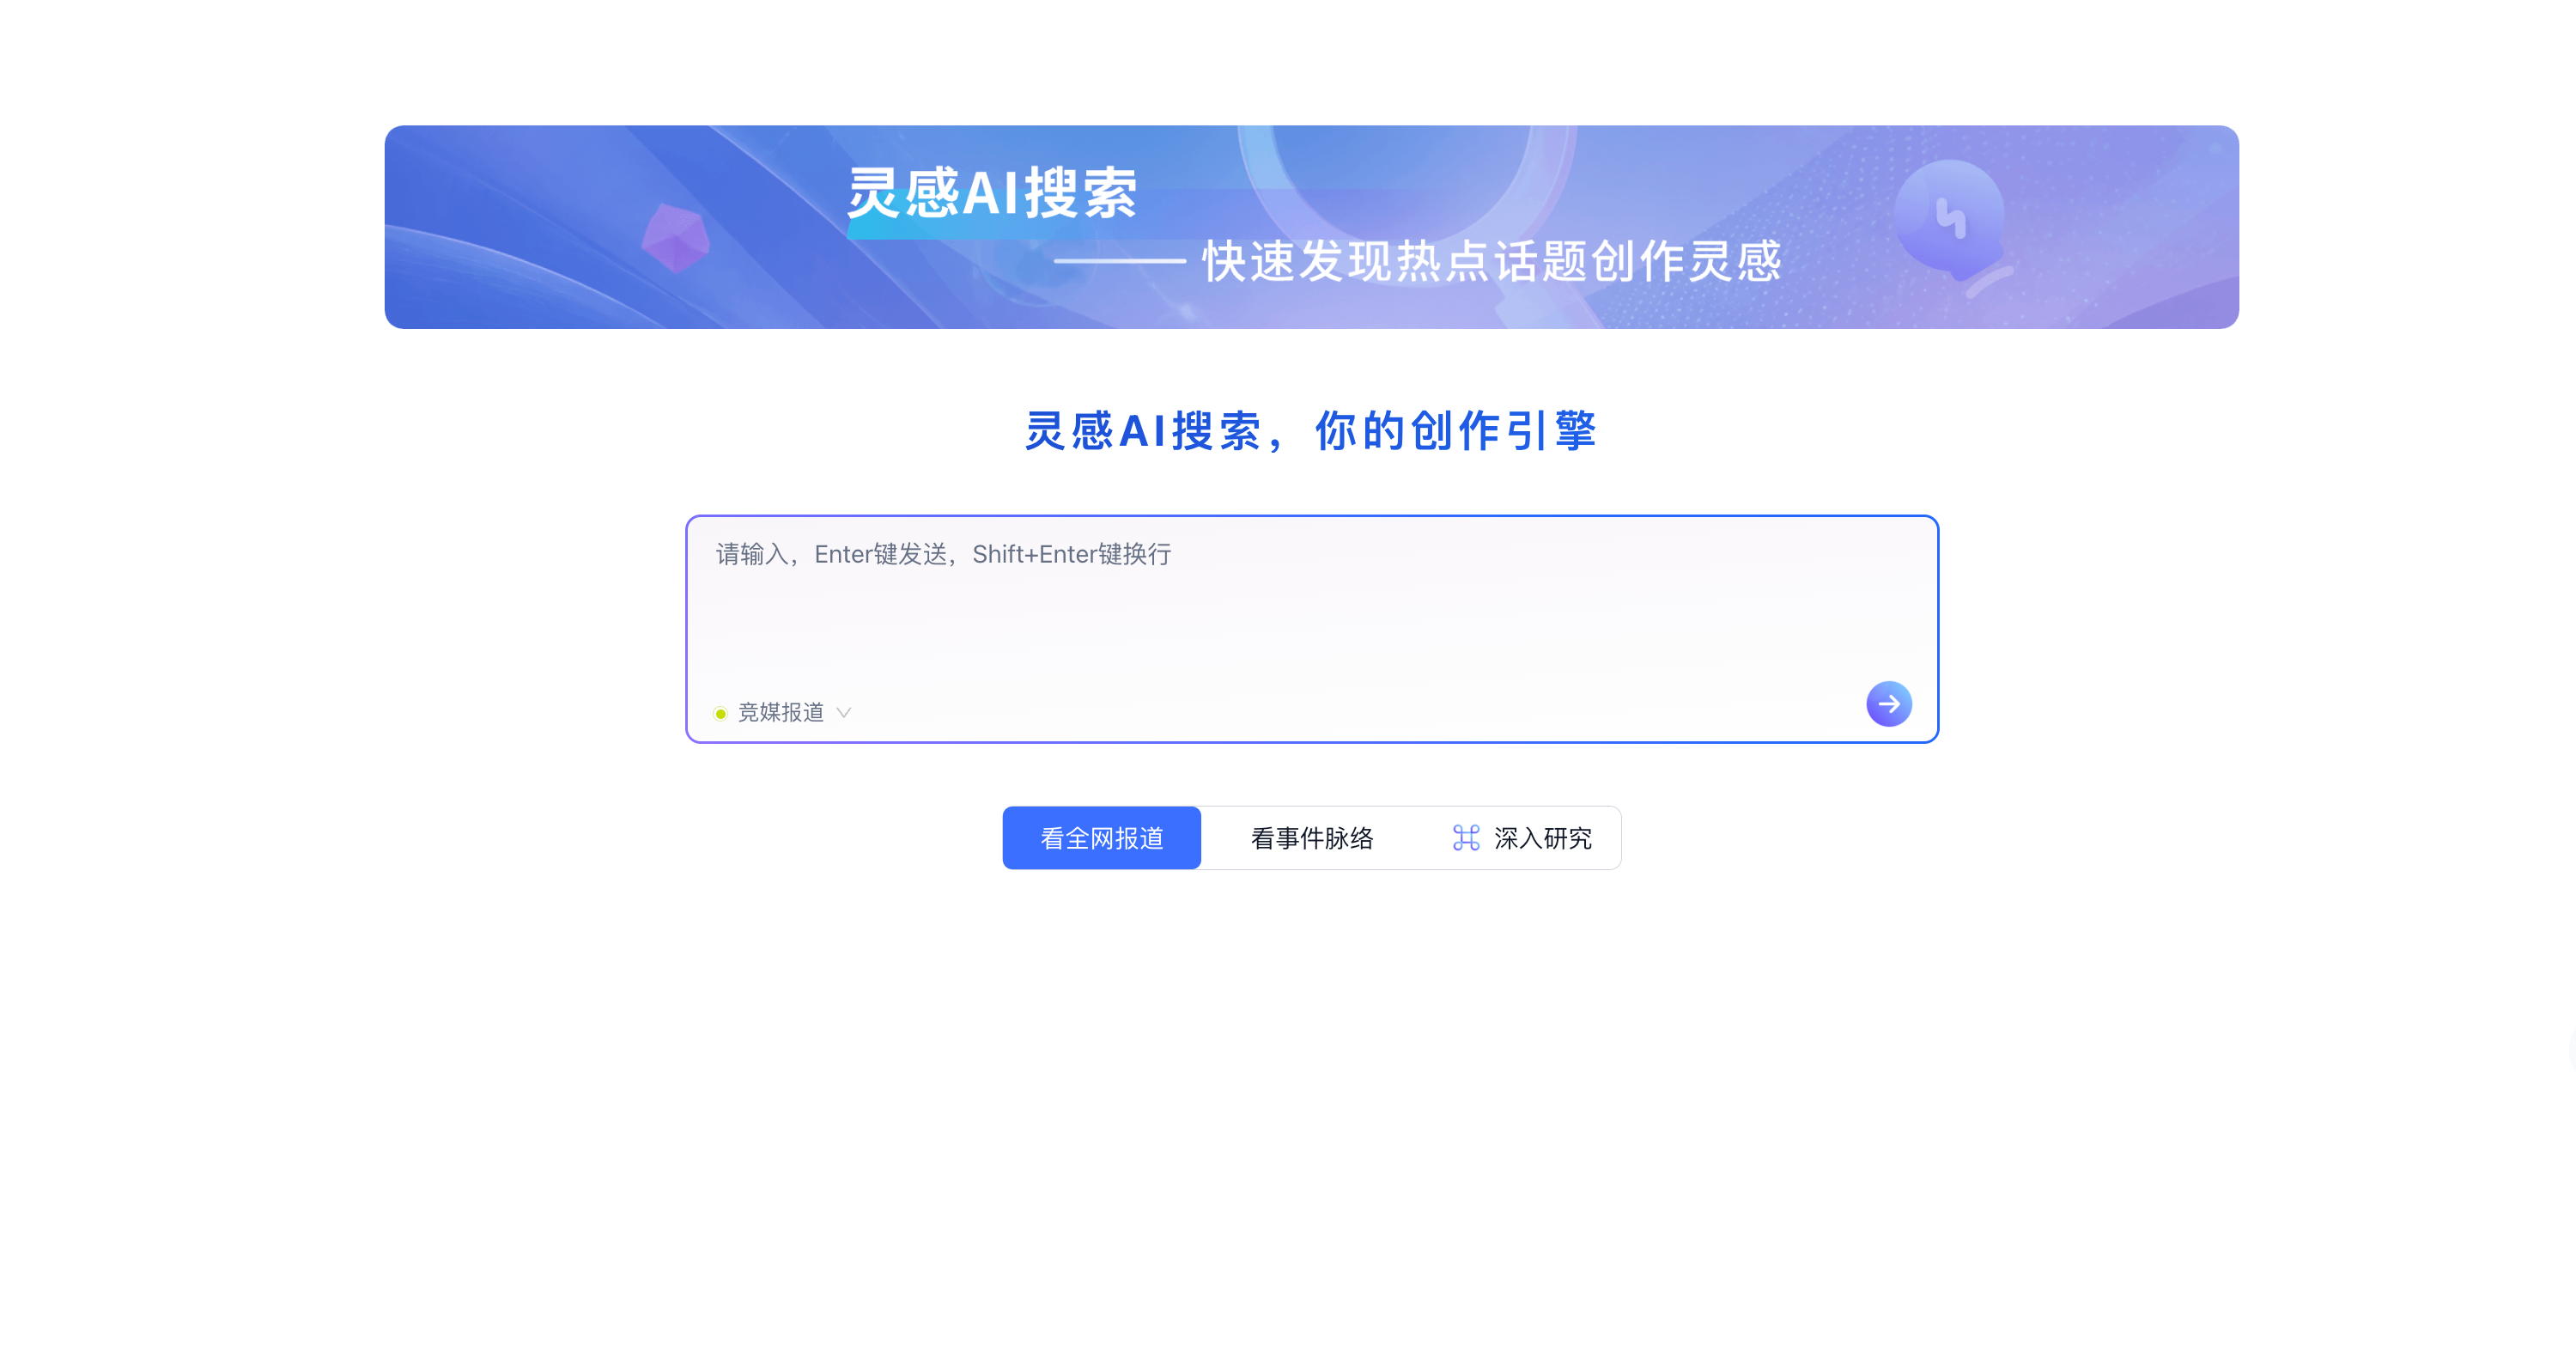 灵感AI搜索
快速发现热点话题创作灵感
灵感AI搜索，你的创作引擎
请输入，Enter键发送，Shift+Enter键换行
竞媒报道
看全网报道 看事件脉络 深入研究